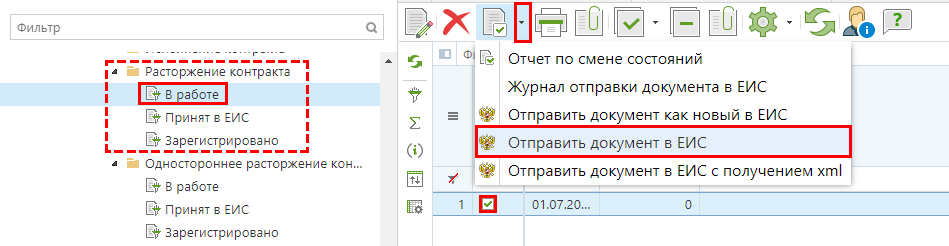 Фильтр
Расторжение контракта
В работе
Принят в ЕИС
Зарегистрировано
Одностороннее расторжение кон...
В работе
Принят в ЕИС
Зарегистрировано
Отчет по смене состояний
Журнал отправки документа в ЕИС
Отправить документ как новый в ЕИС
Отправить документ в ЕИС
Отправить документ в ЕИС с получением xml
1 01.07.20... 0